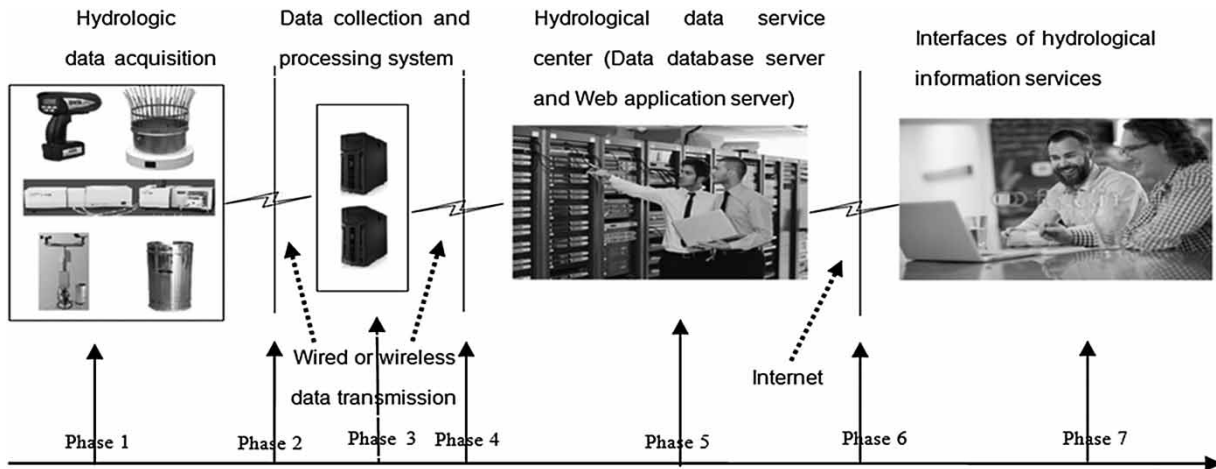 Hydrologic
data acquisition
Data collection and
processing system
Hydrological data service
center (Data database server
and Web application server)
Interfaces of hydrological
information services
Wired or wireless
data transmission
Internet
Phase 1
Phase 2
Phase 3
Phase 4
Phase 5
Phase 6
Phase 7